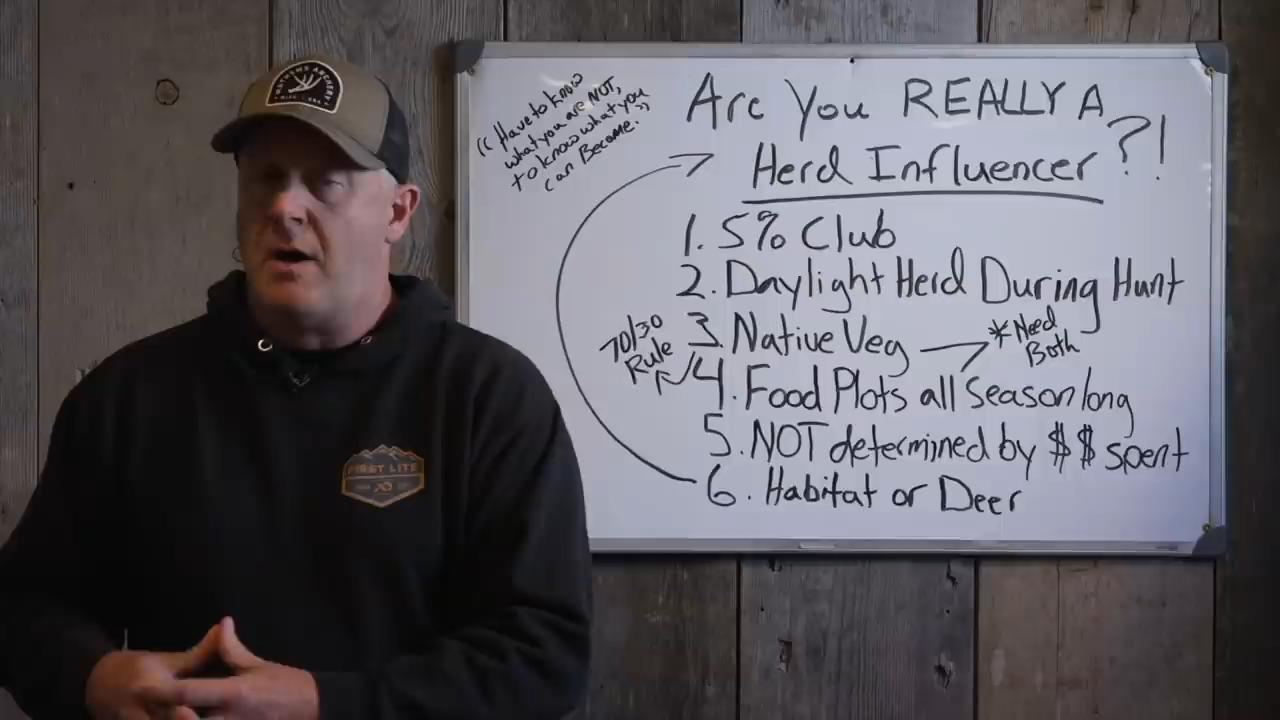 MATHEWS ARCHERY
"Have to know
what you are NOT,
to know what you
can Become."
Are You REALLY A
Herd Influencer ?!
1. 5% Club
2. Daylight Herd During Hunt
3. Native Veg
*Need
Both
70/30
Rule
4. Food Plots all Season long
5. NOT determined by $$ spent
6. Habitat or Deer
FIRST LITE